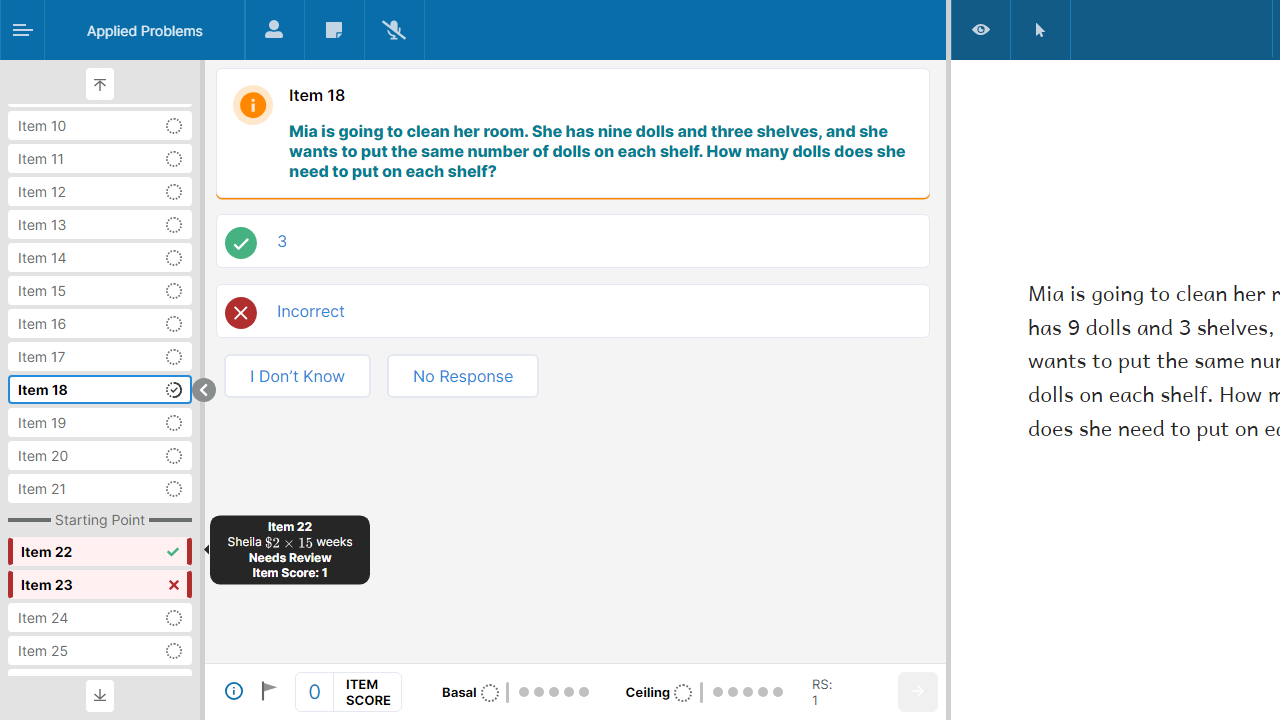 Applied Problems
Item 10
Item 11
Item 12
Item 13
Item 14
Item 15
Item 16
Item 17
Item 18
Item 19
Item 20
Item 21
Starting Point
Item 22
Item 23
Item 24
Item 25
Item 18
Mia is going to clean her room. She has nine dolls and three shelves, and she
wants to put the same number of dolls on each shelf. How many dolls does she
need to put on each shelf?
3
Incorrect
I Don’t Know
No Response
Item 22
Sheila $2 × 15 weeks
Needs Review
Item Score: 1
0
ITEM
SCORE
Basal
Ceiling
RS:
1
Mia is going to clean her
has 9 dolls and 3 shelves,
wants to put the same
dolls on each shelf. How
does she need to put on